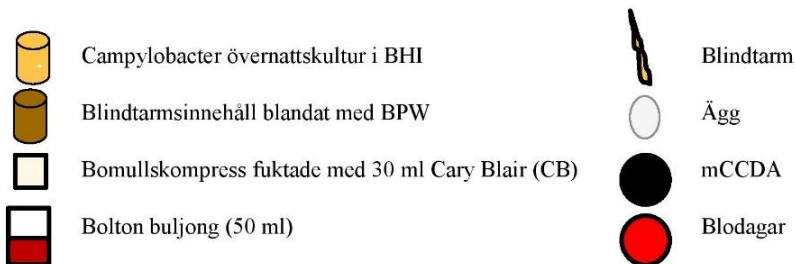 Campylobacter övernattskultur i BHI
Blindtarm
Blindtarmsinnehåll blandat med BPW
Ägg
Bomullskompress fuktade med 30 ml Cary Blair (CB)
mCCDA
Bolton buljong (50 ml)
Blodagar